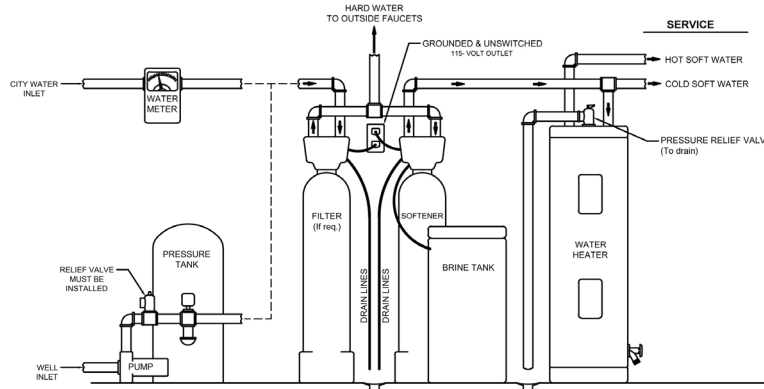 HARD WATER
TO OUTSIDE FAUCETS
SERVICE
GROUNDED & UNSWITCHED
115- VOLT OUTLET
HOT SOFT WATER
CITY WATER
INLET
WATER
METER
COLD SOFT WATER
PRESSURE RELIEF VALV
(To drain)
FILTER
(If req.)
SOFTENER
PRESSURE
TANK
RELIEF VALVE
MUST BE
INSTALLED
DRAIN LINES
DRAIN LINES
BRINE TANK
WATER
HEATER
WELL
INLET
PUMP